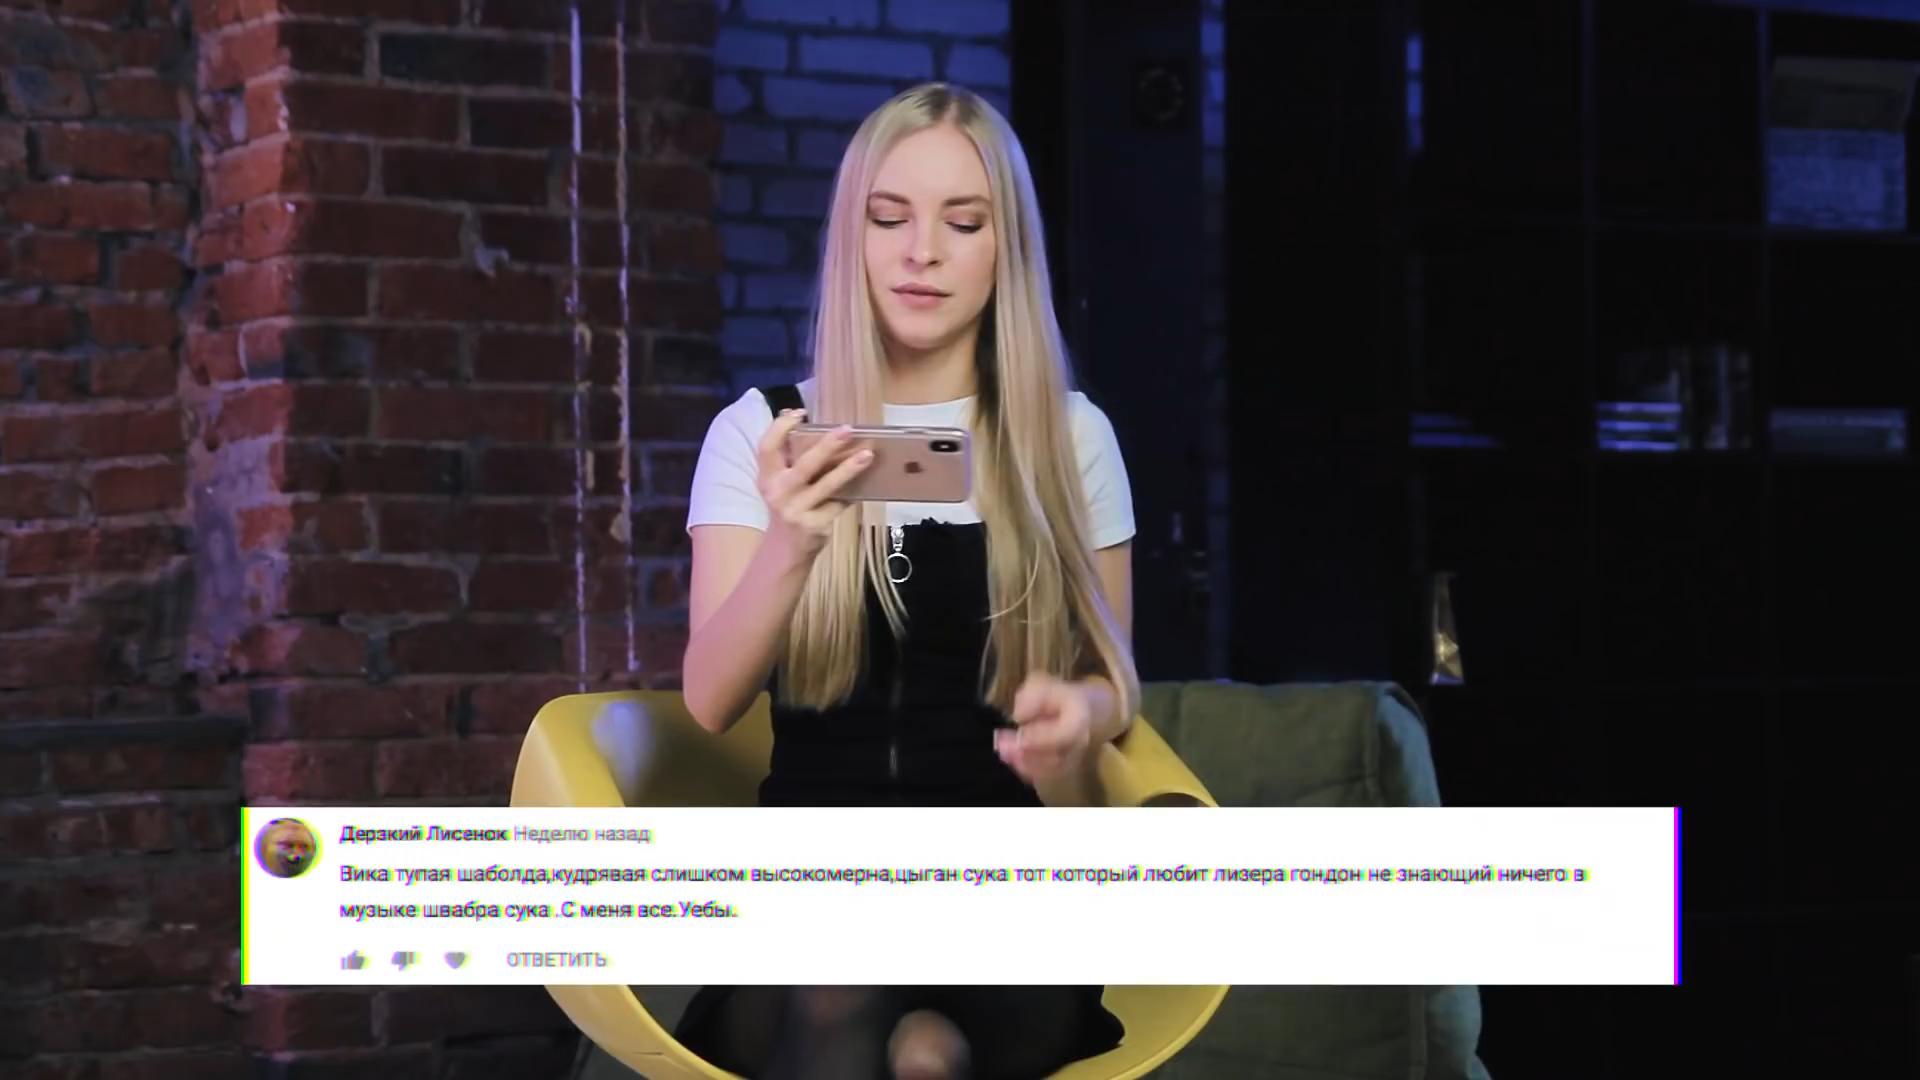 Дерзкий Лисенок Неделю назад
Вика тупая шаболда,кудрявая слишком высокомерна,цыган сука тот который любит лизера гондон не знающий ничего в
музыке швабра сука .С меня все.Уебы.
ОТВЕТИТЬ